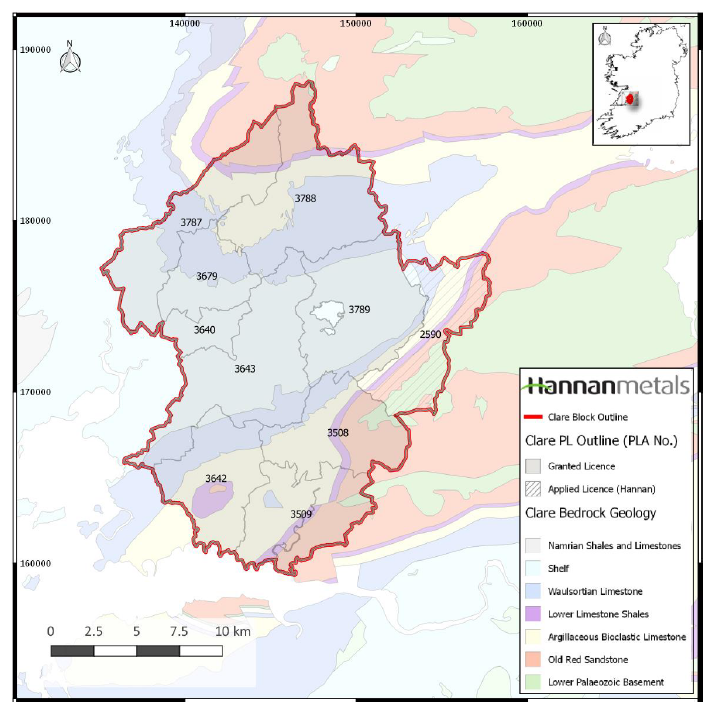 140000
150000
160000
190000
180000
170000
160000
N
N
3788
3787
3679
3789
3640
2590
3643
3508
3642
3509
0 2.5 5 7.5 10 km
Hannanmetals
Clare Block Outline
Clare PL Outline (PLA No.)
Granted Licence
Applied Licence (Hannan)
Clare Bedrock Geology
Namrian Shales and Limestones
Shelf
Waulsortian Limestone
Lower Limestone Shales
Argillaceous Bioclastic Limestone
Old Red Sandstone
Lower Palaeozoic Basement